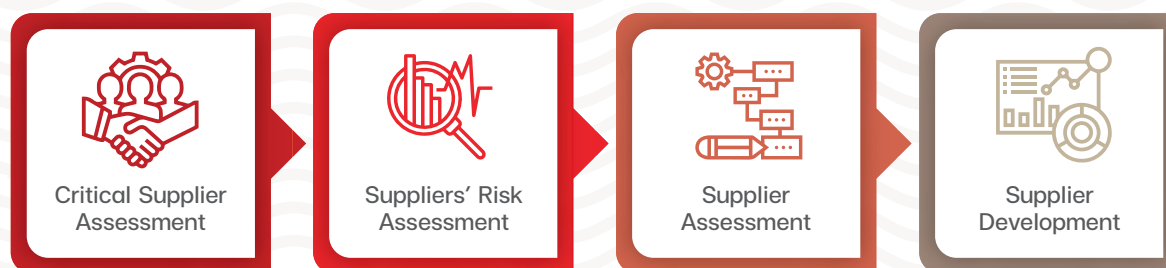 Critical Supplier
Assessment
Suppliers’ Risk
Assessment
Supplier
Assessment
Supplier
Development